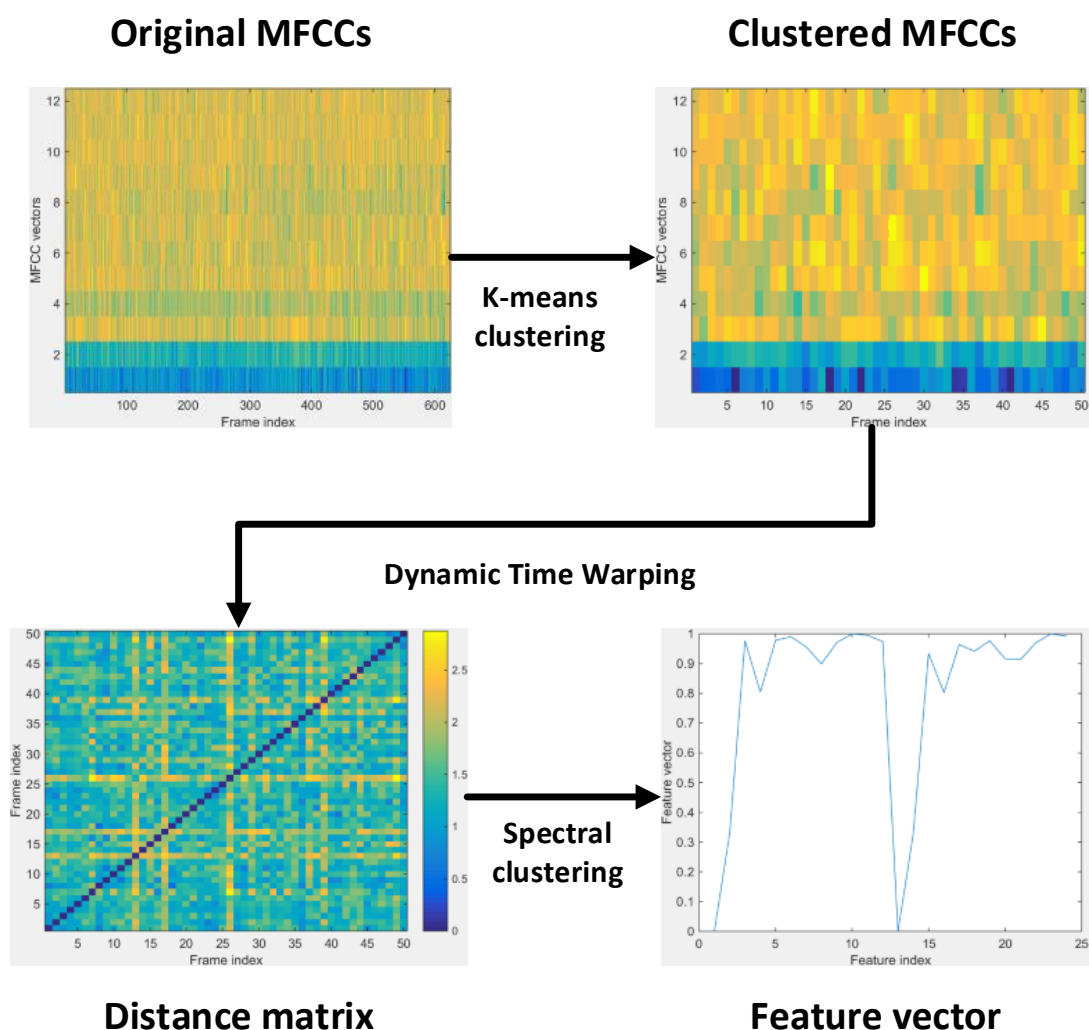 Original MFCCs
Clustered MFCCs
12
10
8
6
4
2
MFCC vectors
100 200 300 400 500 600
Frame index
K-means
clustering
12
10
8
6
4
2
MFCC vectors
5 10 15 20 25 30 35 40 45 50
Frame index
Dynamic Time Warping
50
45
40
35
30
25
20
15
10
5
Frame index
5 10 15 20 25 30 35 40 45 50
Frame index
2.5
2
1.5
1
0.5
0
Spectral
clustering
1
0.9
0.8
0.7
0.6
0.5
0.4
0.3
0.2
0.1
0
Feature vector
0 5 10 15 20 25
Feature index
Distance matrix
Feature vector